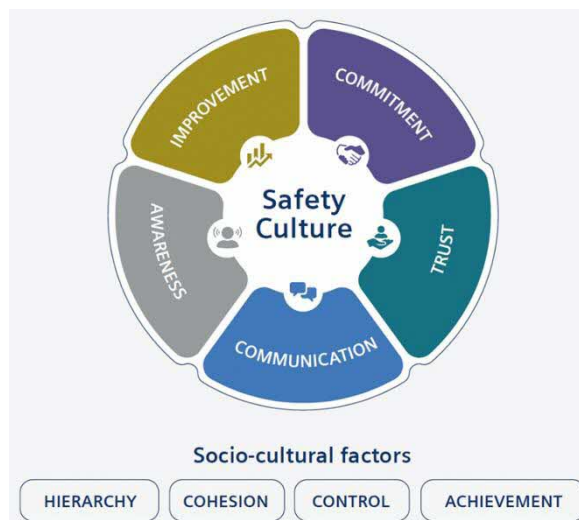 IMPROVEMENT
COMMITMENT
Safety
Culture
AWARENESS
TRUST
COMMUNICATION
Socio-cultural factors
HIERARCHY
COHESION
CONTROL
ACHIEVEMENT